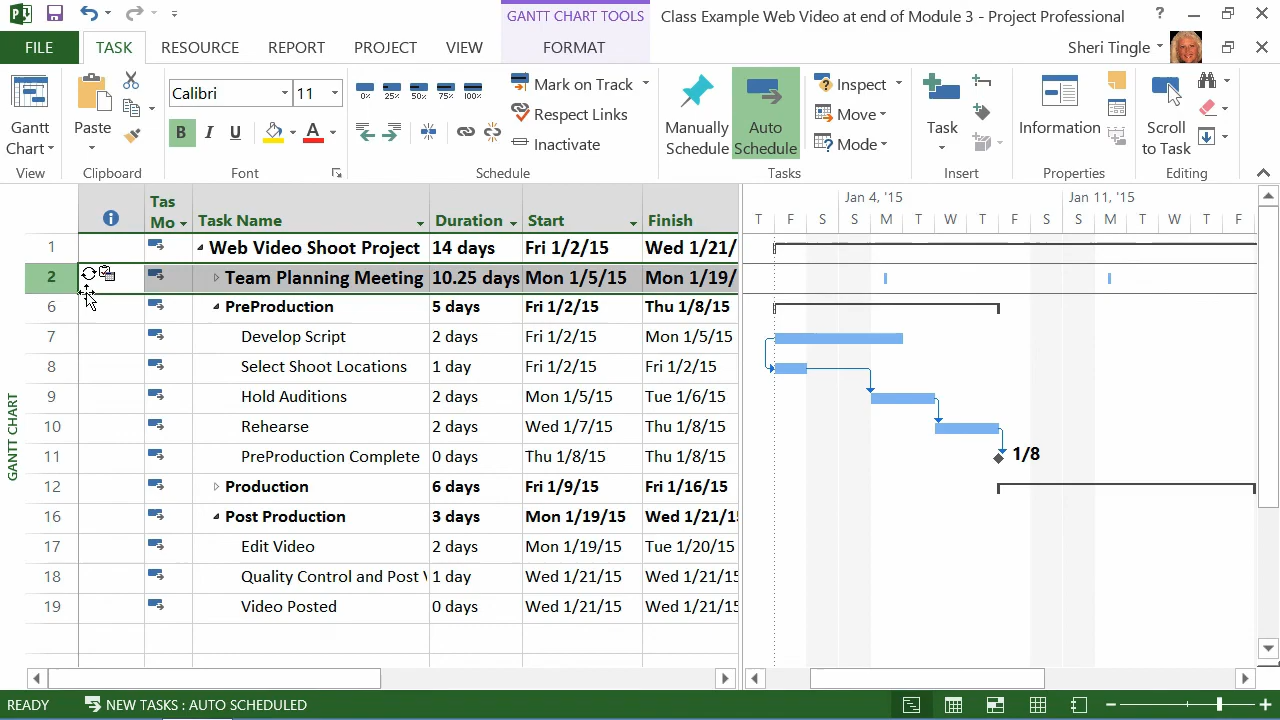 GANTT CHART TOOLS
Class Example Web Video at end of Module 3 - Project Professional
?
FILE
TASK
RESOURCE
REPORT
PROJECT
VIEW
FORMAT
Sheri Tingle
Gantt Chart
View
Paste
Clipboard
Calibri
11
B I U A
Font
0% 25% 50% 75% 100%
Mark on Track
Respect Links
Inactivate
Schedule
Manually Schedule
Auto Schedule
Inspect
Move
Mode
Tasks
Task
Insert
Information
Properties
Scroll to Task
Editing
Tas Mo
Task Name
Duration
Start
Finish
Jan 4, '15
Jan 11, '15
T F S S M T W T F S S M T W T F
1 Web Video Shoot Project 14 days Fri 1/2/15 Wed 1/21/
2 Team Planning Meeting 10.25 days Mon 1/5/15 Mon 1/19/
6 PreProduction 5 days Fri 1/2/15 Thu 1/8/15
7 Develop Script 2 days Fri 1/2/15 Mon 1/5/15
8 Select Shoot Locations 1 day Fri 1/2/15 Fri 1/2/15
9 Hold Auditions 2 days Mon 1/5/15 Tue 1/6/15
10 Rehearse 2 days Wed 1/7/15 Thu 1/8/15
11 PreProduction Complete 0 days Thu 1/8/15 Thu 1/8/15
1/8
12 Production 6 days Fri 1/9/15 Fri 1/16/15
16 Post Production 3 days Mon 1/19/15 Wed 1/21/1
17 Edit Video 2 days Mon 1/19/15 Tue 1/20/15
18 Quality Control and Post 1 day Wed 1/21/15 Wed 1/21/15
19 Video Posted 0 days Wed 1/21/15 Wed 1/21/15
GANTT CHART
READY
NEW TASKS : AUTO SCHEDULED